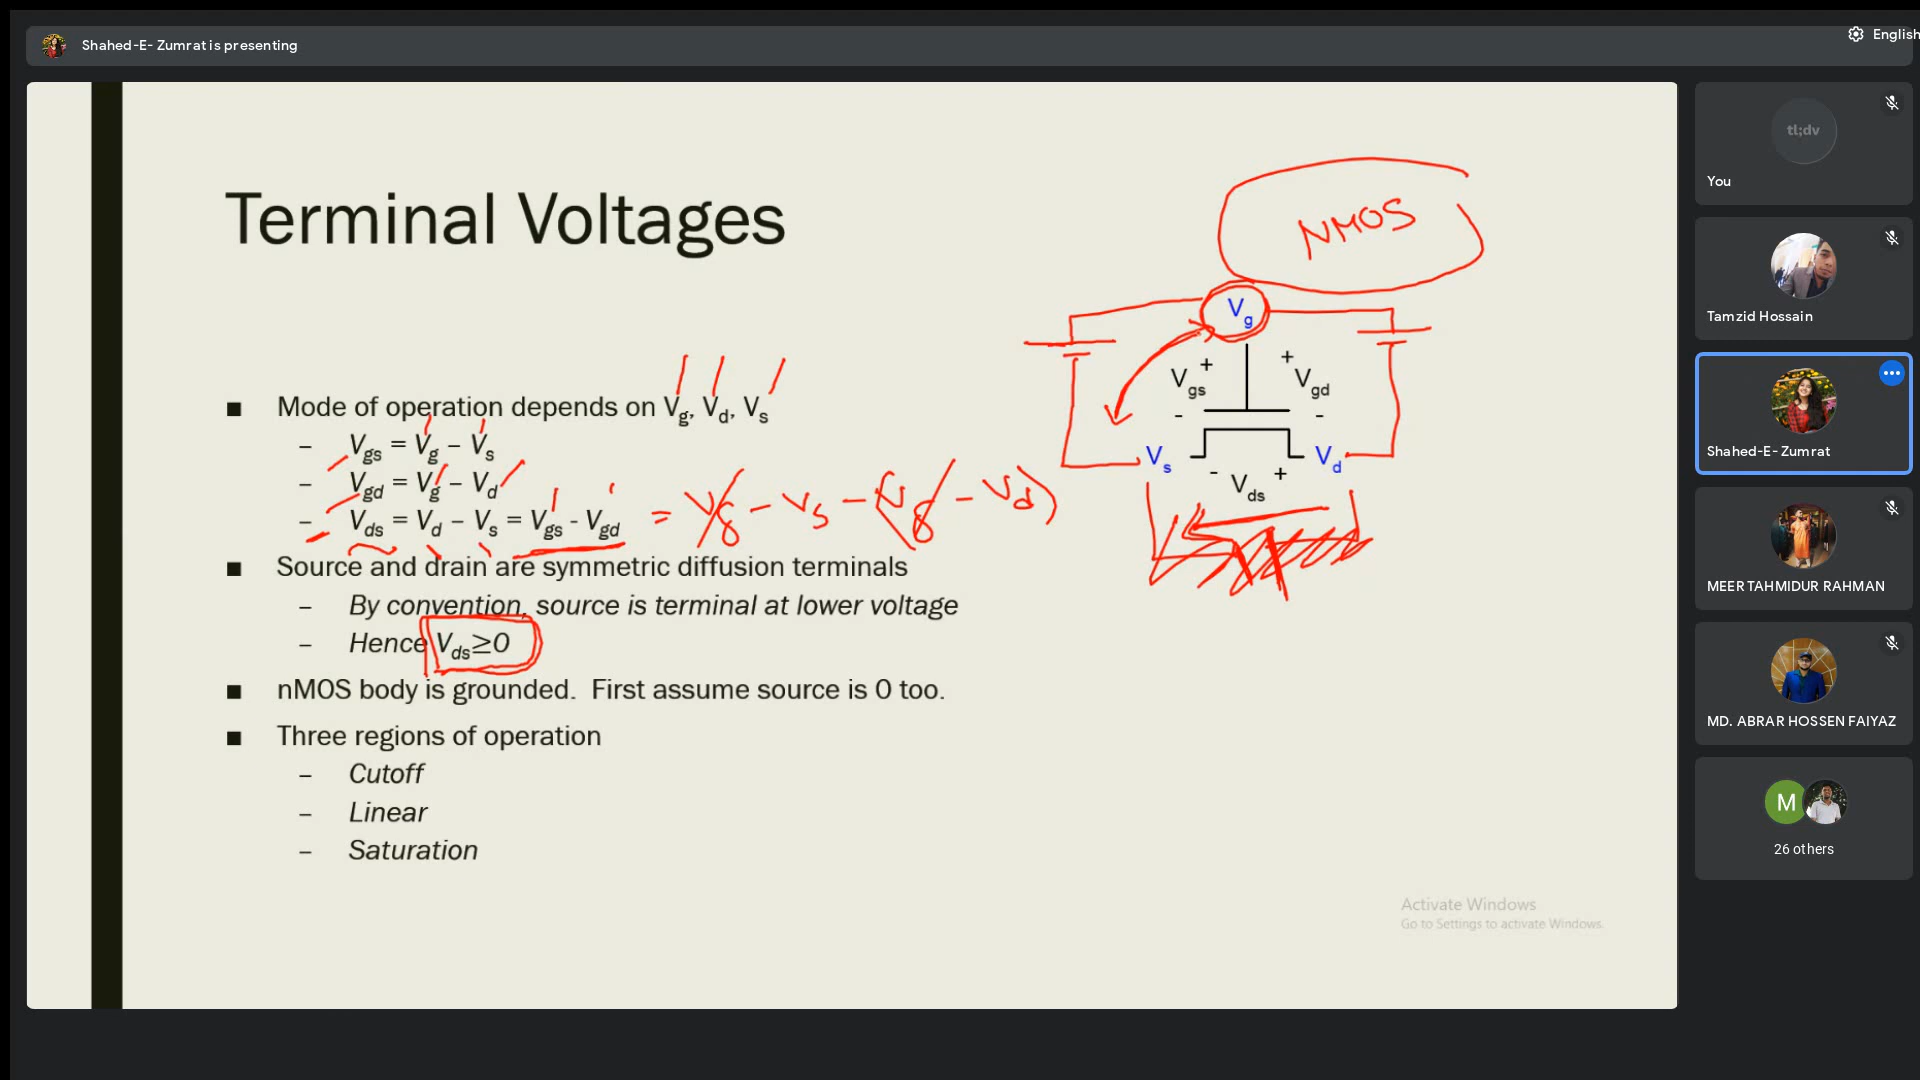 Shahed-E- Zumrat is presenting
English
Terminal Voltages
NMOS
■ Mode of operation depends on Vg, Vd, Vs
– Vgs = Vg – Vs
– Vgd = Vg – Vd
– Vds = Vd – Vs = Vgs - Vgd = Vg – Vs – (Vg – Vd)
■ Source and drain are symmetric diffusion terminals
– By convention, source is terminal at lower voltage
– Hence Vds≥0
■ nMOS body is grounded. First assume source is 0 too.
■ Three regions of operation
– Cutoff
– Linear
– Saturation
Vg
+ +
Vgs Vgd
- -
Vs Vd
- Vds +
Activate Windows
Go to Settings to activate Windows.
tl;dv
You
Tamzid Hossain
Shahed-E- Zumrat
MEER TAHMIDUR RAHMAN
MD. ABRAR HOSSEN FAIYAZ
M
26 others